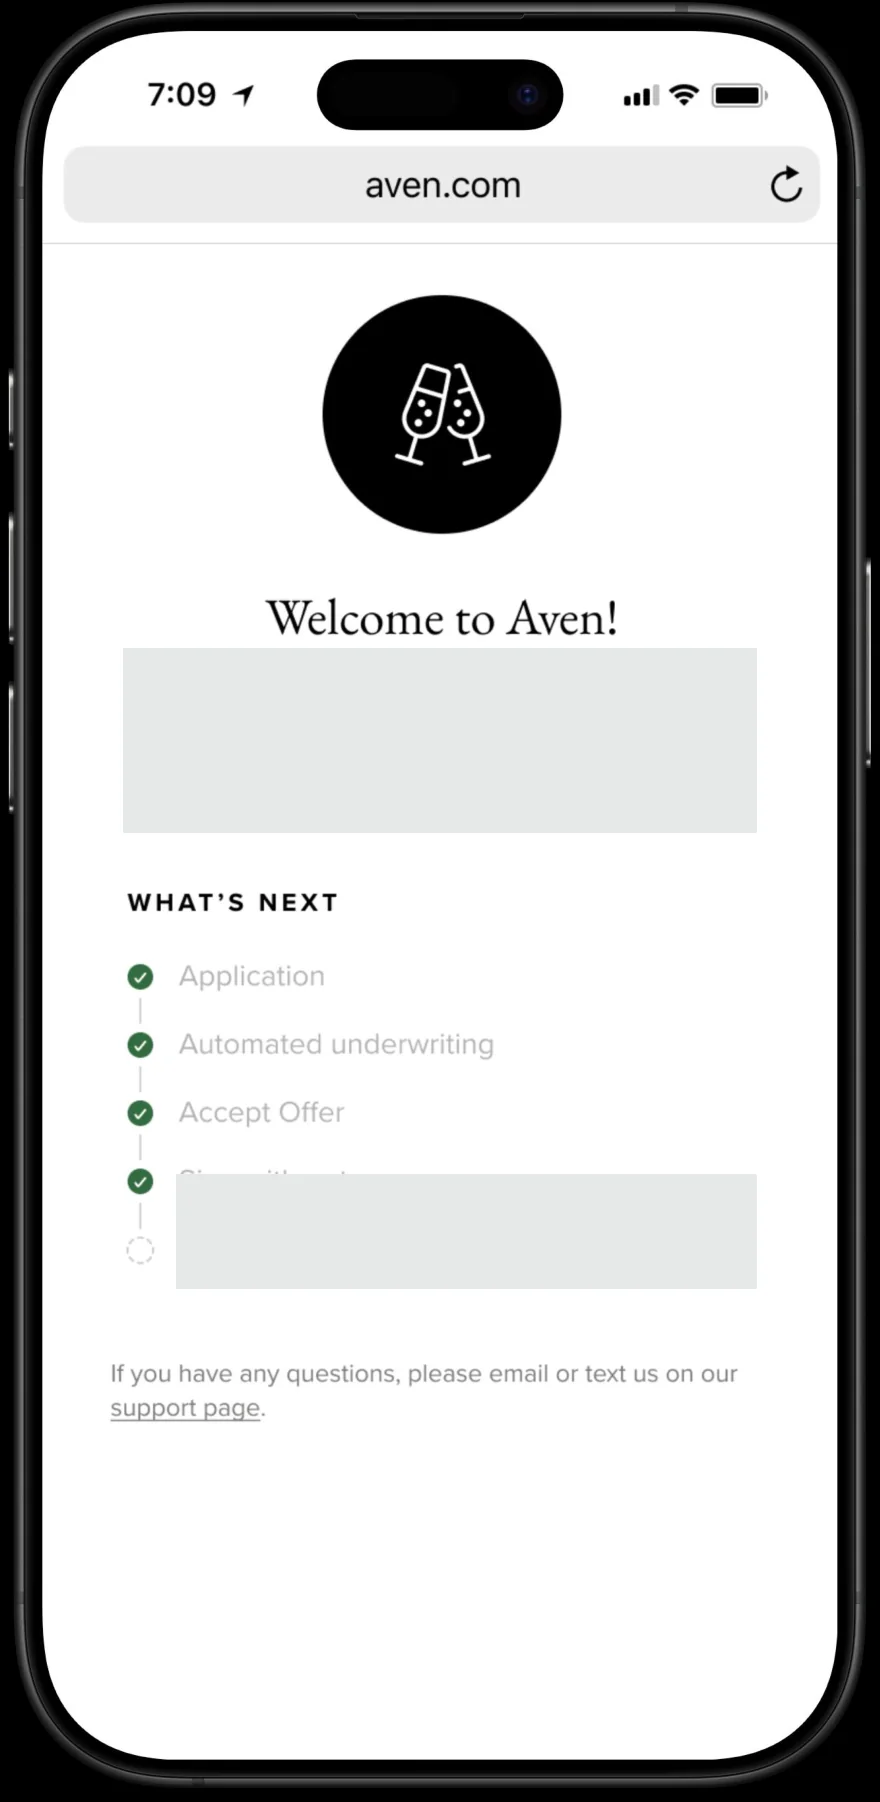 7:09
aven.com
Welcome to Aven!
WHAT'S NEXT
Application
Automated underwriting
Accept Offer
If you have any questions, please email or text us on our
support page.